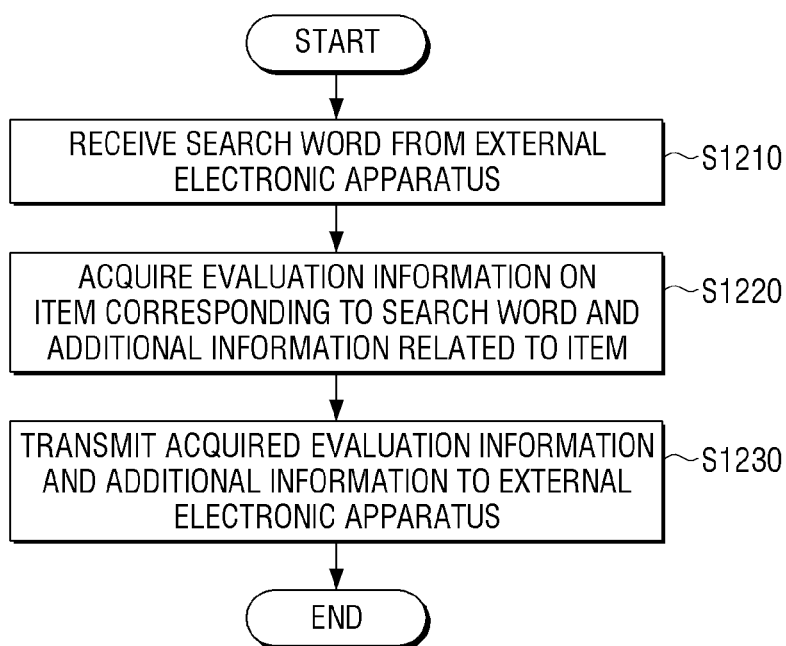 START
RECEIVE SEARCH WORD FROM EXTERNAL
ELECTRONIC APPARATUS
S1210
ACQUIRE EVALUATION INFORMATION ON
ITEM CORRESPONDING TO SEARCH WORD AND
ADDITIONAL INFORMATION RELATED TO ITEM
S1220
TRANSMIT ACQUIRED EVALUATION INFORMATION
AND ADDITIONAL INFORMATION TO EXTERNAL
ELECTRONIC APPARATUS
S1230
END